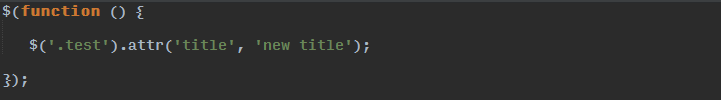 $(function () {
$('.test').attr('title', 'new title');
});